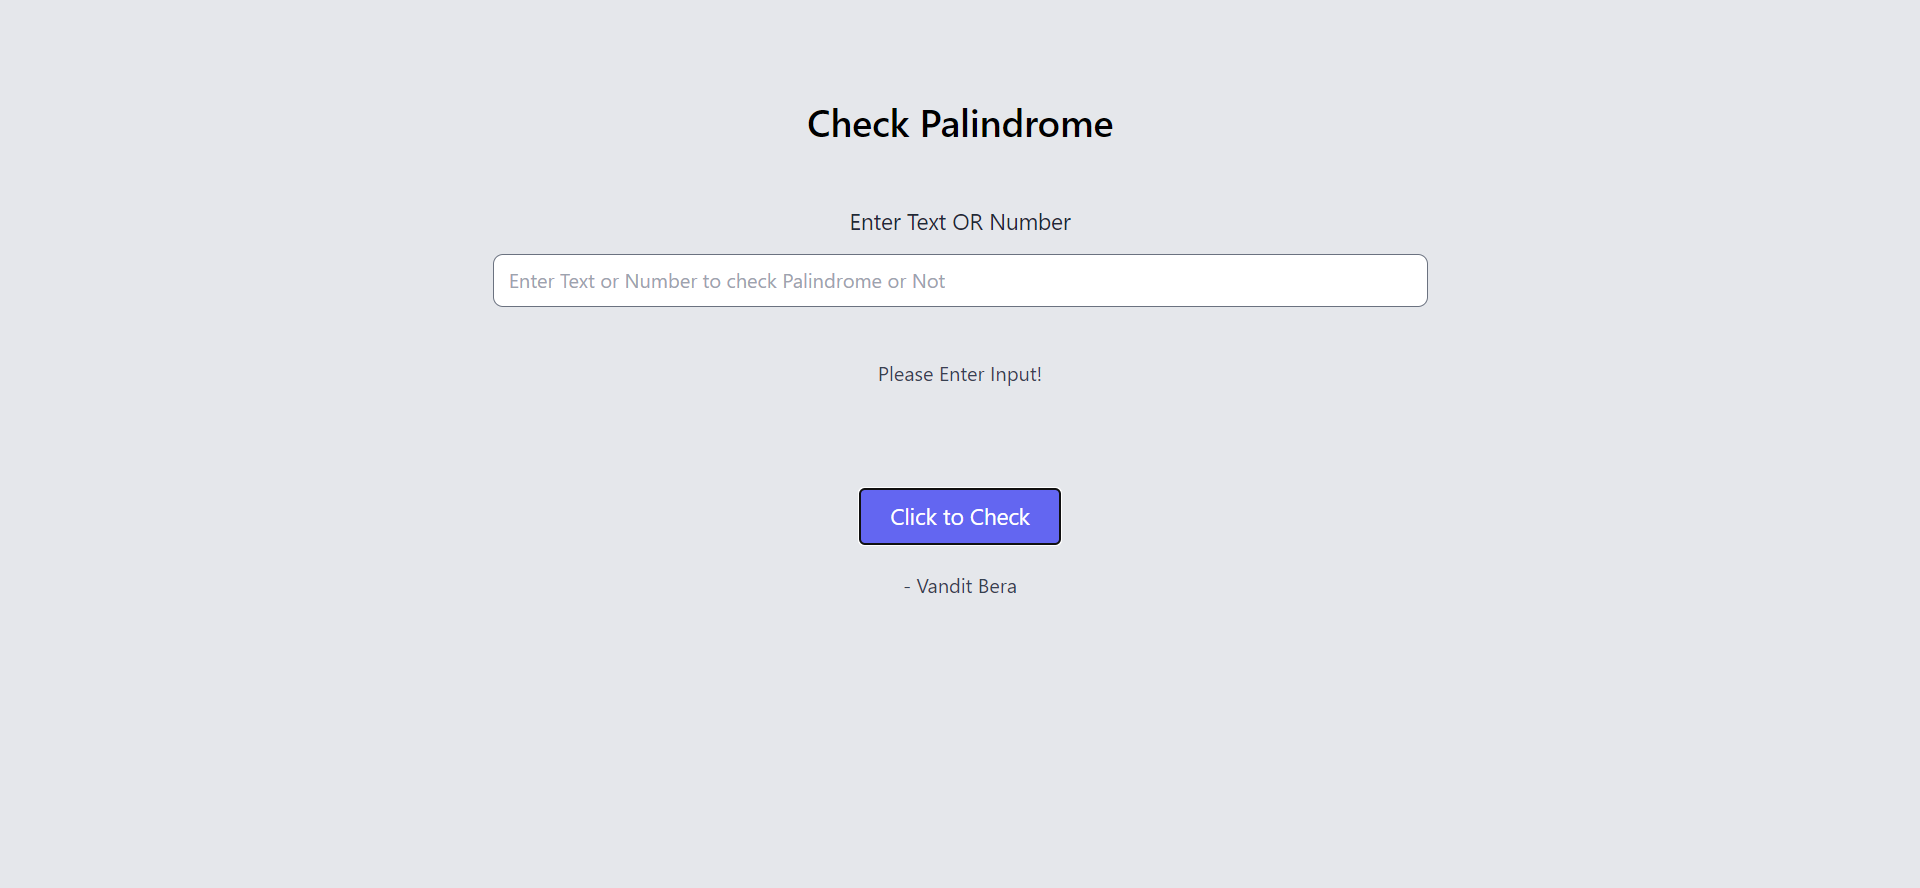 Check Palindrome
Enter Text OR Number
Enter Text or Number to check Palindrome or Not
Please Enter Input!
Click to Check
- Vandit Bera